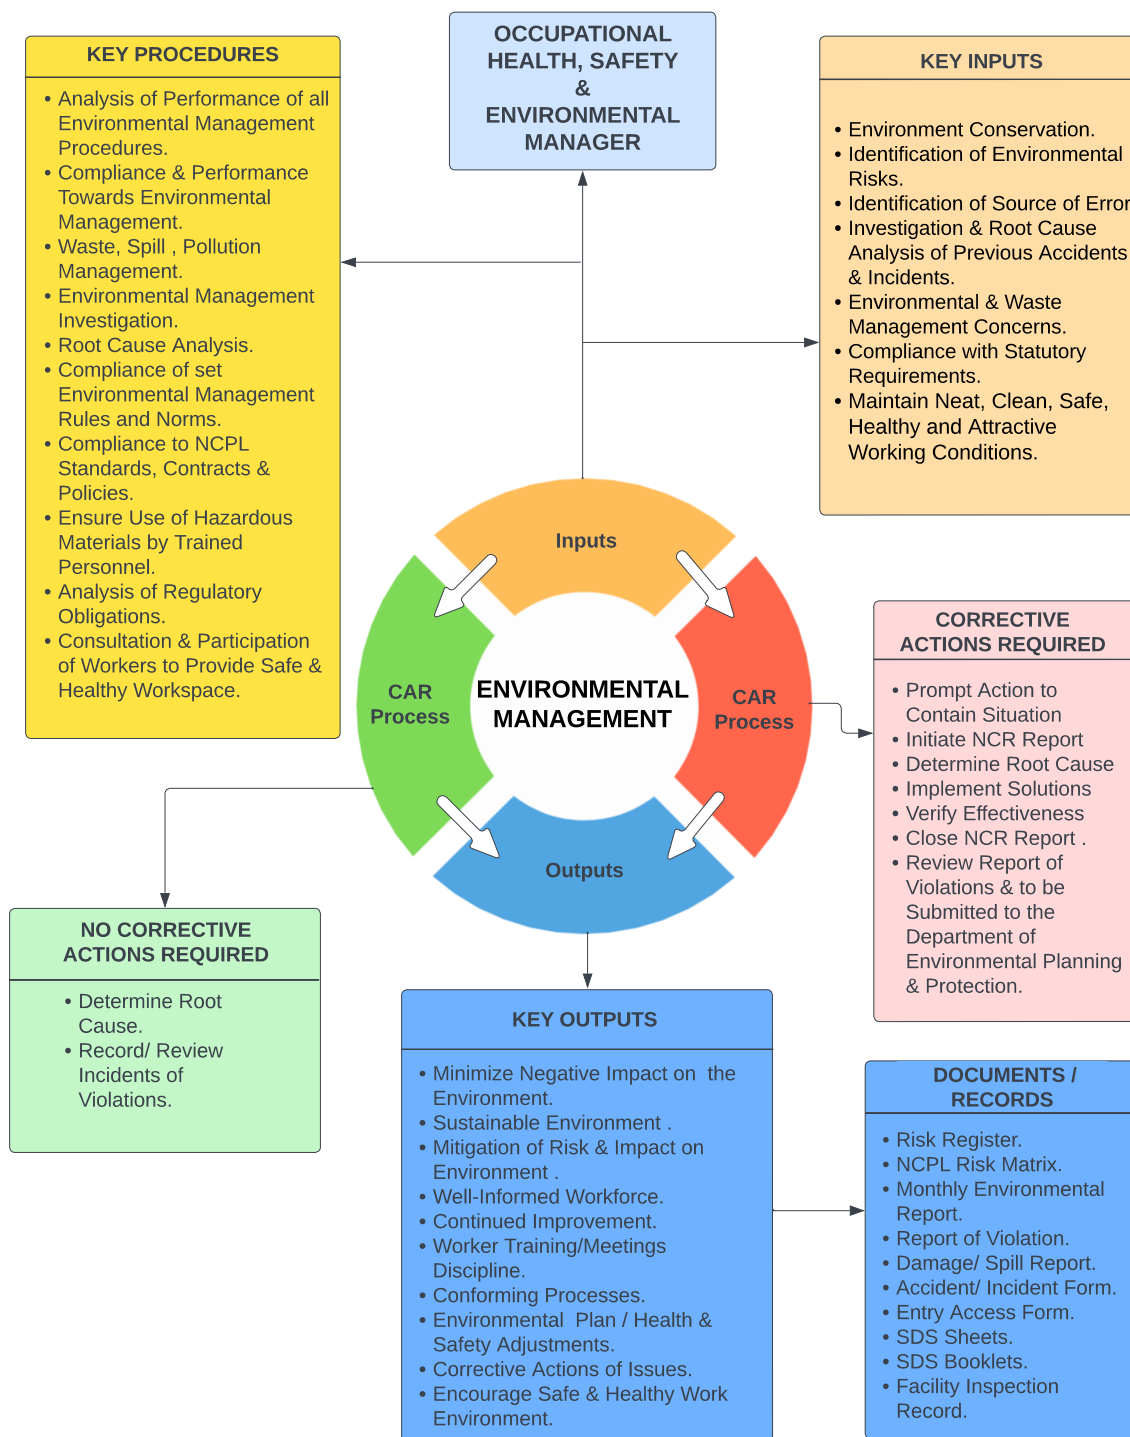 OCCUPATIONAL
HEALTH, SAFETY
&
ENVIRONMENTAL
MANAGER
KEY PROCEDURES
• Analysis of Performance of all
Environmental Management
Procedures.
• Compliance & Performance
Towards Environmental
Management.
• Waste, Spill , Pollution
Management.
• Environmental Management
Investigation.
• Root Cause Analysis.
• Compliance of set
Environmental Management
Rules and Norms.
• Compliance to NCPL
Standards, Contracts &
Policies.
• Ensure Use of Hazardous
Materials by Trained
Personnel.
• Analysis of Regulatory
Obligations.
• Consultation & Participation
of Workers to Provide Safe &
Healthy Workspace.
KEY INPUTS
• Environment Conservation.
• Identification of Environmental
Risks.
• Identification of Source of Error
• Investigation & Root Cause
Analysis of Previous Accidents
& Incidents.
• Environmental & Waste
Management Concerns.
• Compliance with Statutory
Requirements.
• Maintain Neat, Clean, Safe,
Healthy and Attractive
Working Conditions.
Inputs
CAR
Process
ENVIRONMENTAL
MANAGEMENT
CAR
Process
Outputs
CORRECTIVE
ACTIONS REQUIRED
• Prompt Action to
Contain Situation
• Initiate NCR Report
• Determine Root Cause
• Implement Solutions
• Verify Effectiveness
• Close NCR Report .
• Review Report of
Violations & to be
Submitted to the
Department of
Environmental Planning
& Protection.
NO CORRECTIVE
ACTIONS REQUIRED
• Determine Root
Cause.
• Record/ Review
Incidents of
Violations.
KEY OUTPUTS
• Minimize Negative Impact on  the
Environment.
• Sustainable Environment .
• Mitigation of Risk & Impact on
Environment .
• Well-Informed Workforce.
• Continued Improvement.
• Worker Training/Meetings
Discipline.
• Conforming Processes.
• Environmental  Plan / Health &
Safety Adjustments.
• Corrective Actions of Issues.
• Encourage Safe & Healthy Work
Environment.
DOCUMENTS /
RECORDS
• Risk Register.
• NCPL Risk Matrix.
• Monthly Environmental
Report.
• Report of Violation.
• Damage/ Spill Report.
• Accident/ Incident Form.
• Entry Access Form.
• SDS Sheets.
• SDS Booklets.
• Facility Inspection
Record.